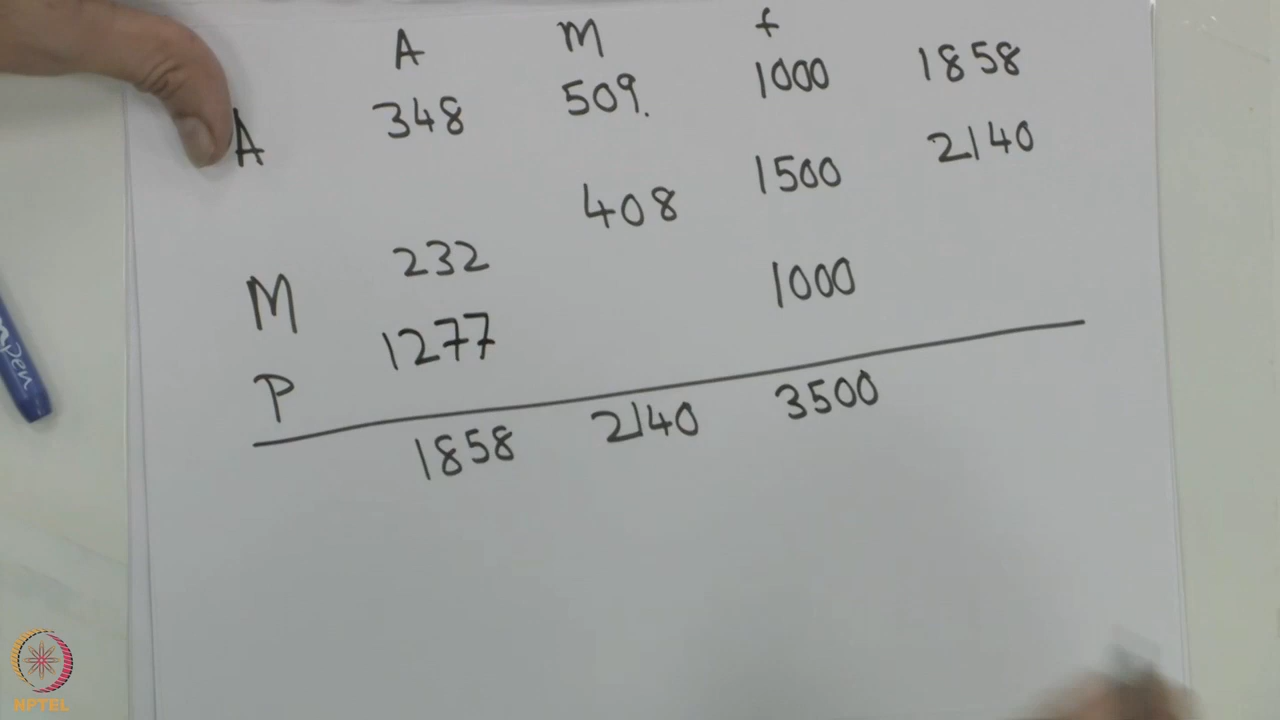 A M f
A 348 509. 1000 1858
408 1500 2140
M 232
P 1277 1000
1858 2140 3500
NPTEL